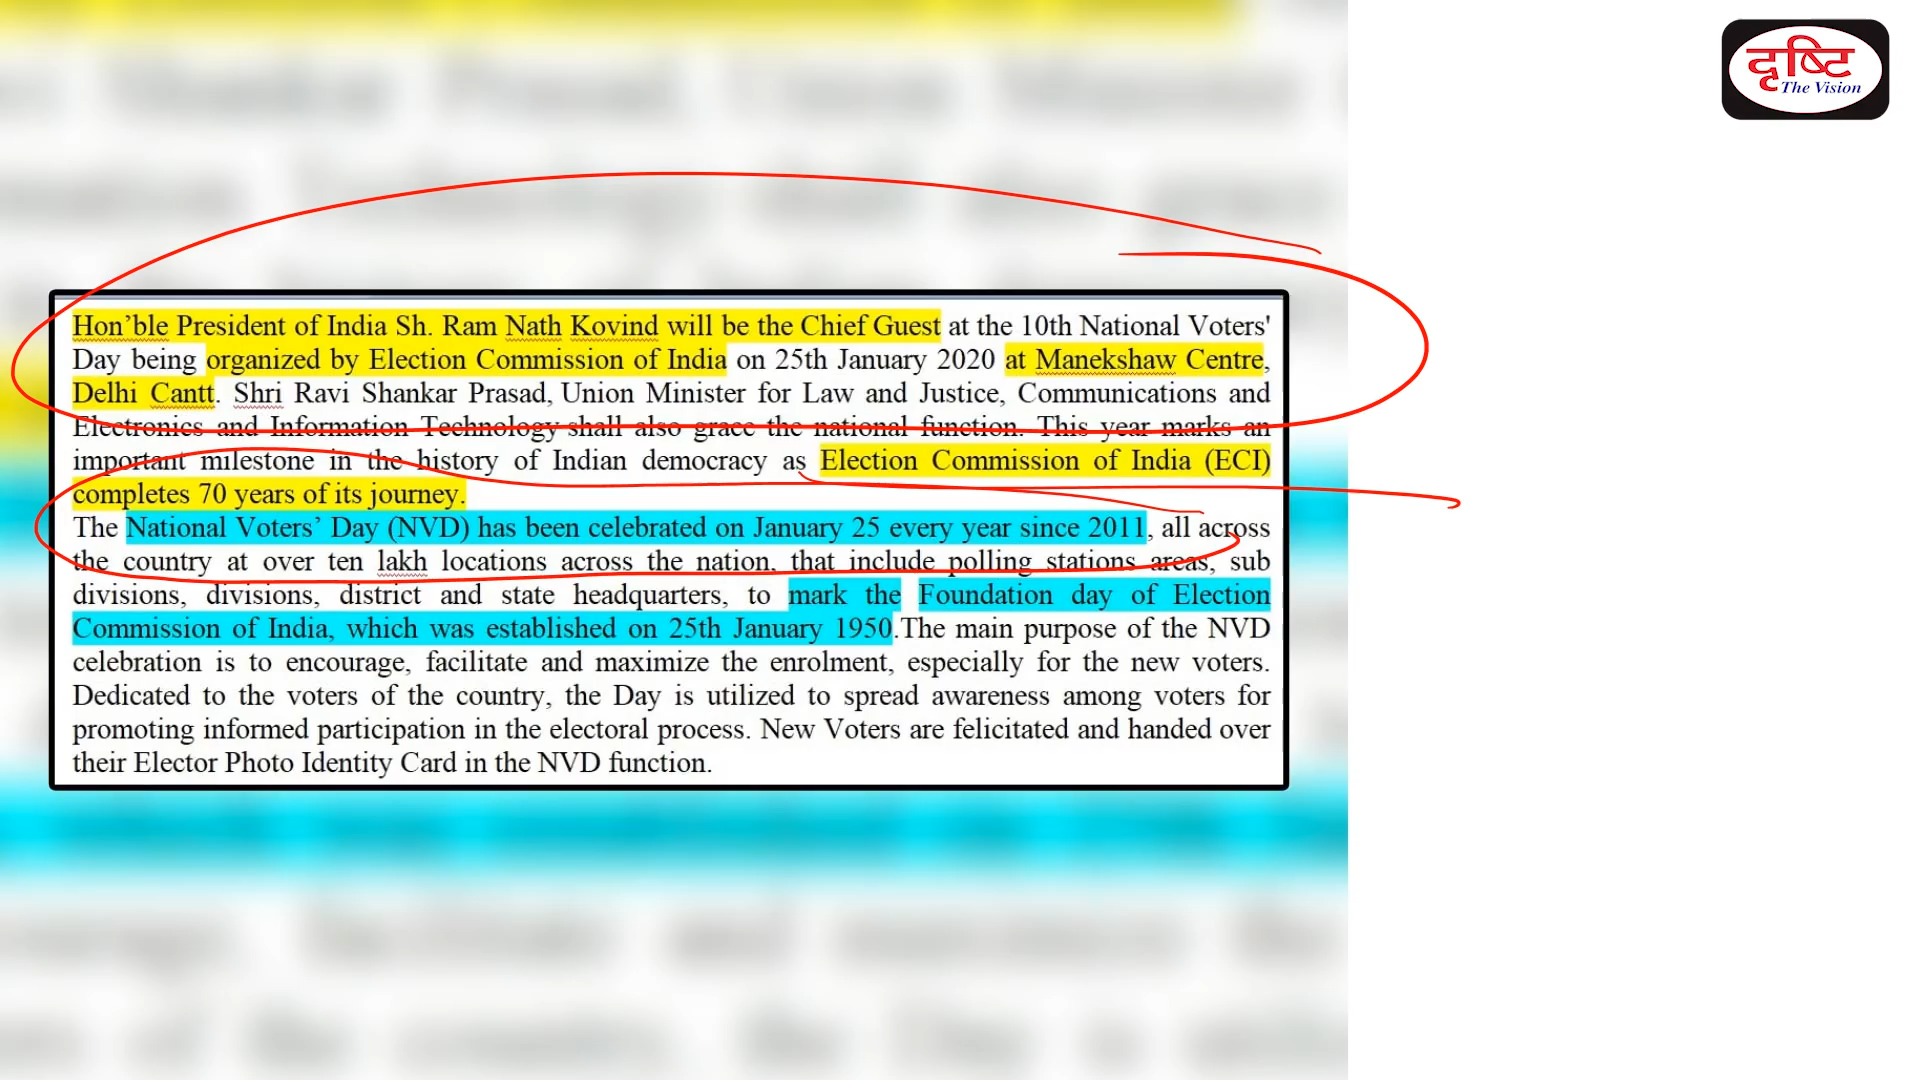 दृष्टि
The Vision
Hon’ble President of India Sh. Ram Nath Kovind will be the Chief Guest at the 10th National Voters'
Day being organized by Election Commission of India on 25th January 2020 at Manekshaw Centre,
Delhi Cantt. Shri Ravi Shankar Prasad, Union Minister for Law and Justice, Communications and
Electronics and Information Technology shall also grace the national function. This year marks an
important milestone in the history of Indian democracy as Election Commission of India (ECI)
completes 70 years of its journey.
The National Voters’ Day (NVD) has been celebrated on January 25 every year since 2011, all across
the country at over ten lakh locations across the nation, that include polling stations areas, sub
divisions, divisions, district and state headquarters, to mark the Foundation day of Election
Commission of India, which was established on 25th January 1950.The main purpose of the NVD
celebration is to encourage, facilitate and maximize the enrolment, especially for the new voters.
Dedicated to the voters of the country, the Day is utilized to spread awareness among voters for
promoting informed participation in the electoral process. New Voters are felicitated and handed over
their Elector Photo Identity Card in the NVD function.